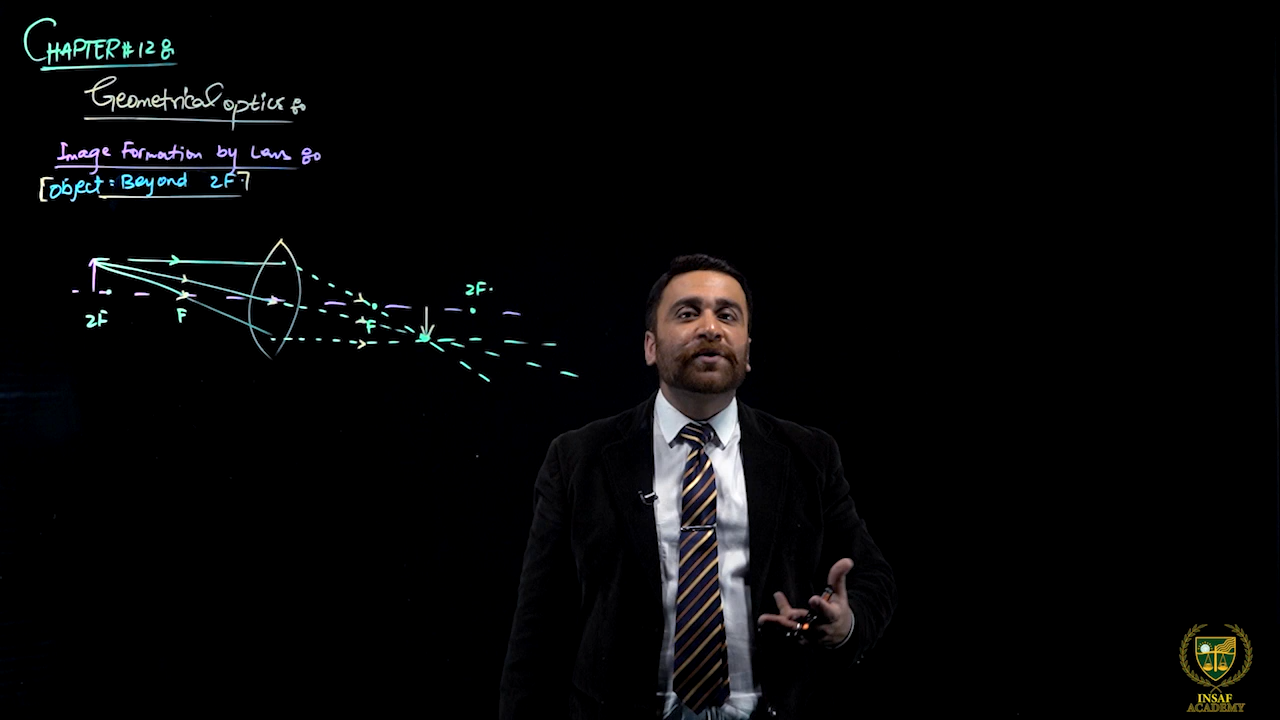 CHAPTER # 12 :
Geometrical optics :
Image Formation by Lens :
[object : Beyond 2F.]
2F.
2F
F
F
INSAF
ACADEMY